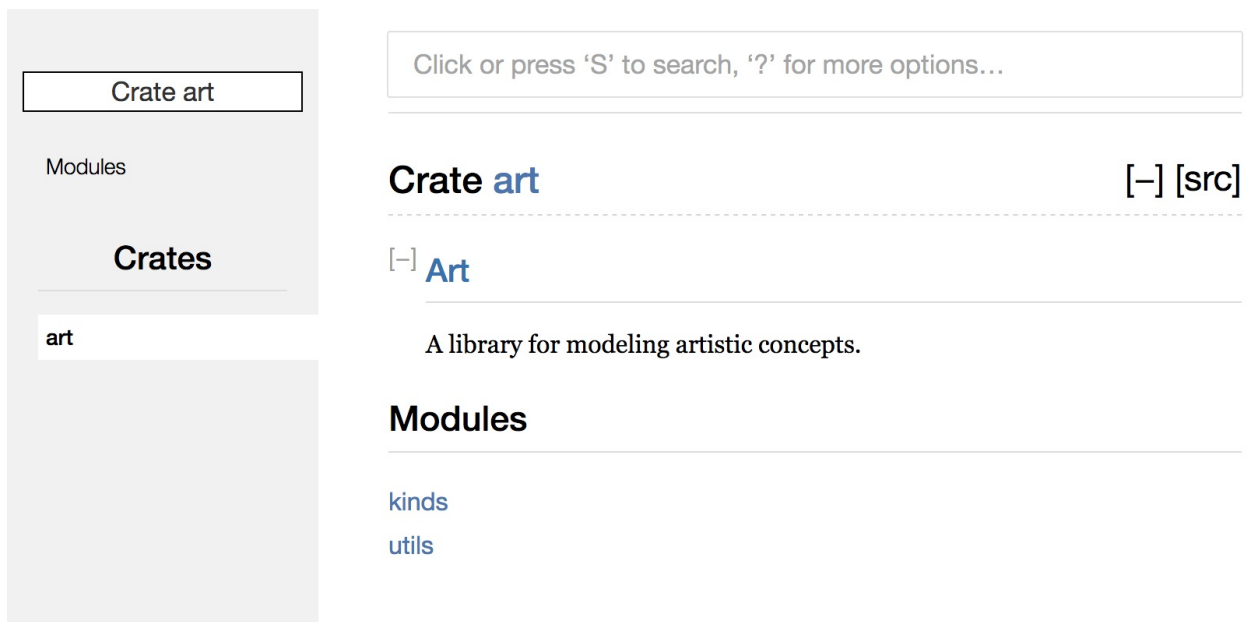 Crate art
Modules
Crates
art
Click or press ‘S’ to search, ‘?’ for more options…
Crate art [–] [src]
[–] Art
A library for modeling artistic concepts.
Modules
kinds
utils